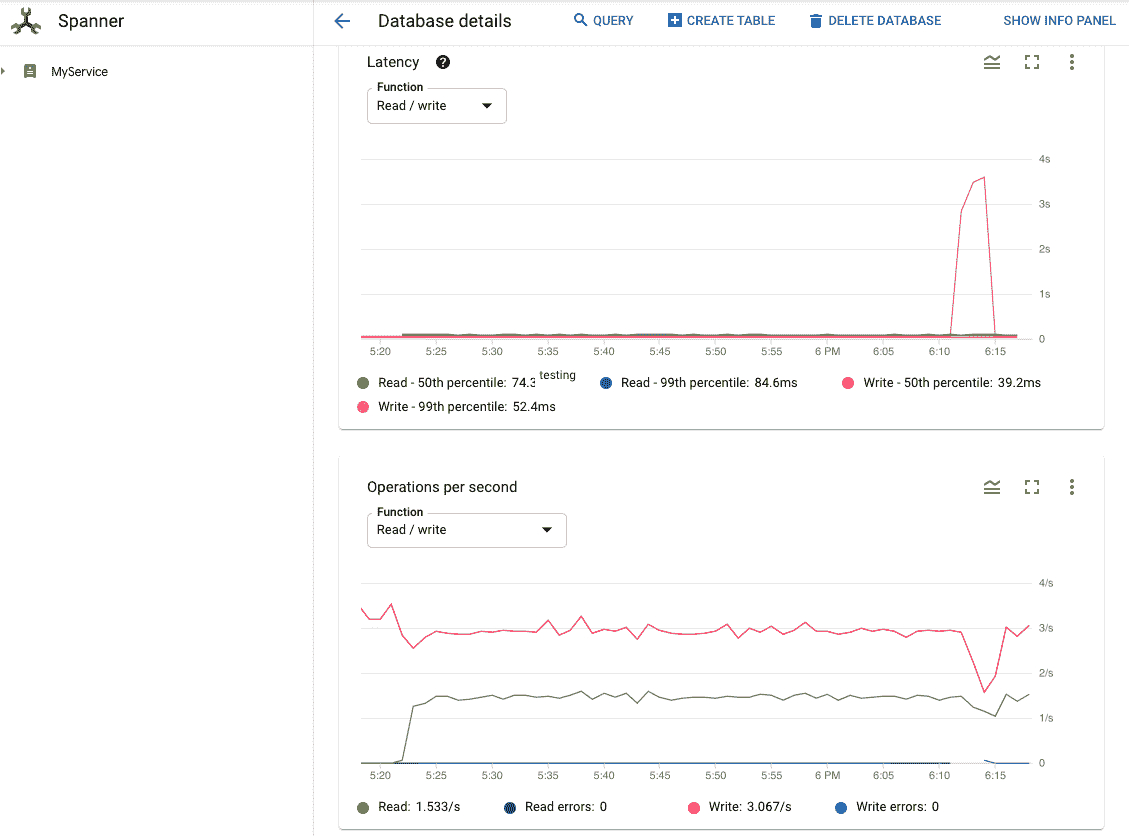 Spanner
Database details
QUERY
CREATE TABLE
DELETE DATABASE
SHOW INFO PANEL
MyService
Latency ?
Function
Read / write
4s
3s
2s
1s
0
5:20 5:25 5:30 5:35 5:40 5:45 5:50 5:55 6 PM 6:05 6:10 6:15
Read - 50th percentile: 74.3 testing Read - 99th percentile: 84.6ms Write - 50th percentile: 39.2ms
Write - 99th percentile: 52.4ms
Operations per second
Function
Read / write
4/s
3/s
2/s
1/s
0
5:20 5:25 5:30 5:35 5:40 5:45 5:50 5:55 6 PM 6:05 6:10 6:15
Read: 1.533/s Read errors: 0 Write: 3.067/s Write errors: 0